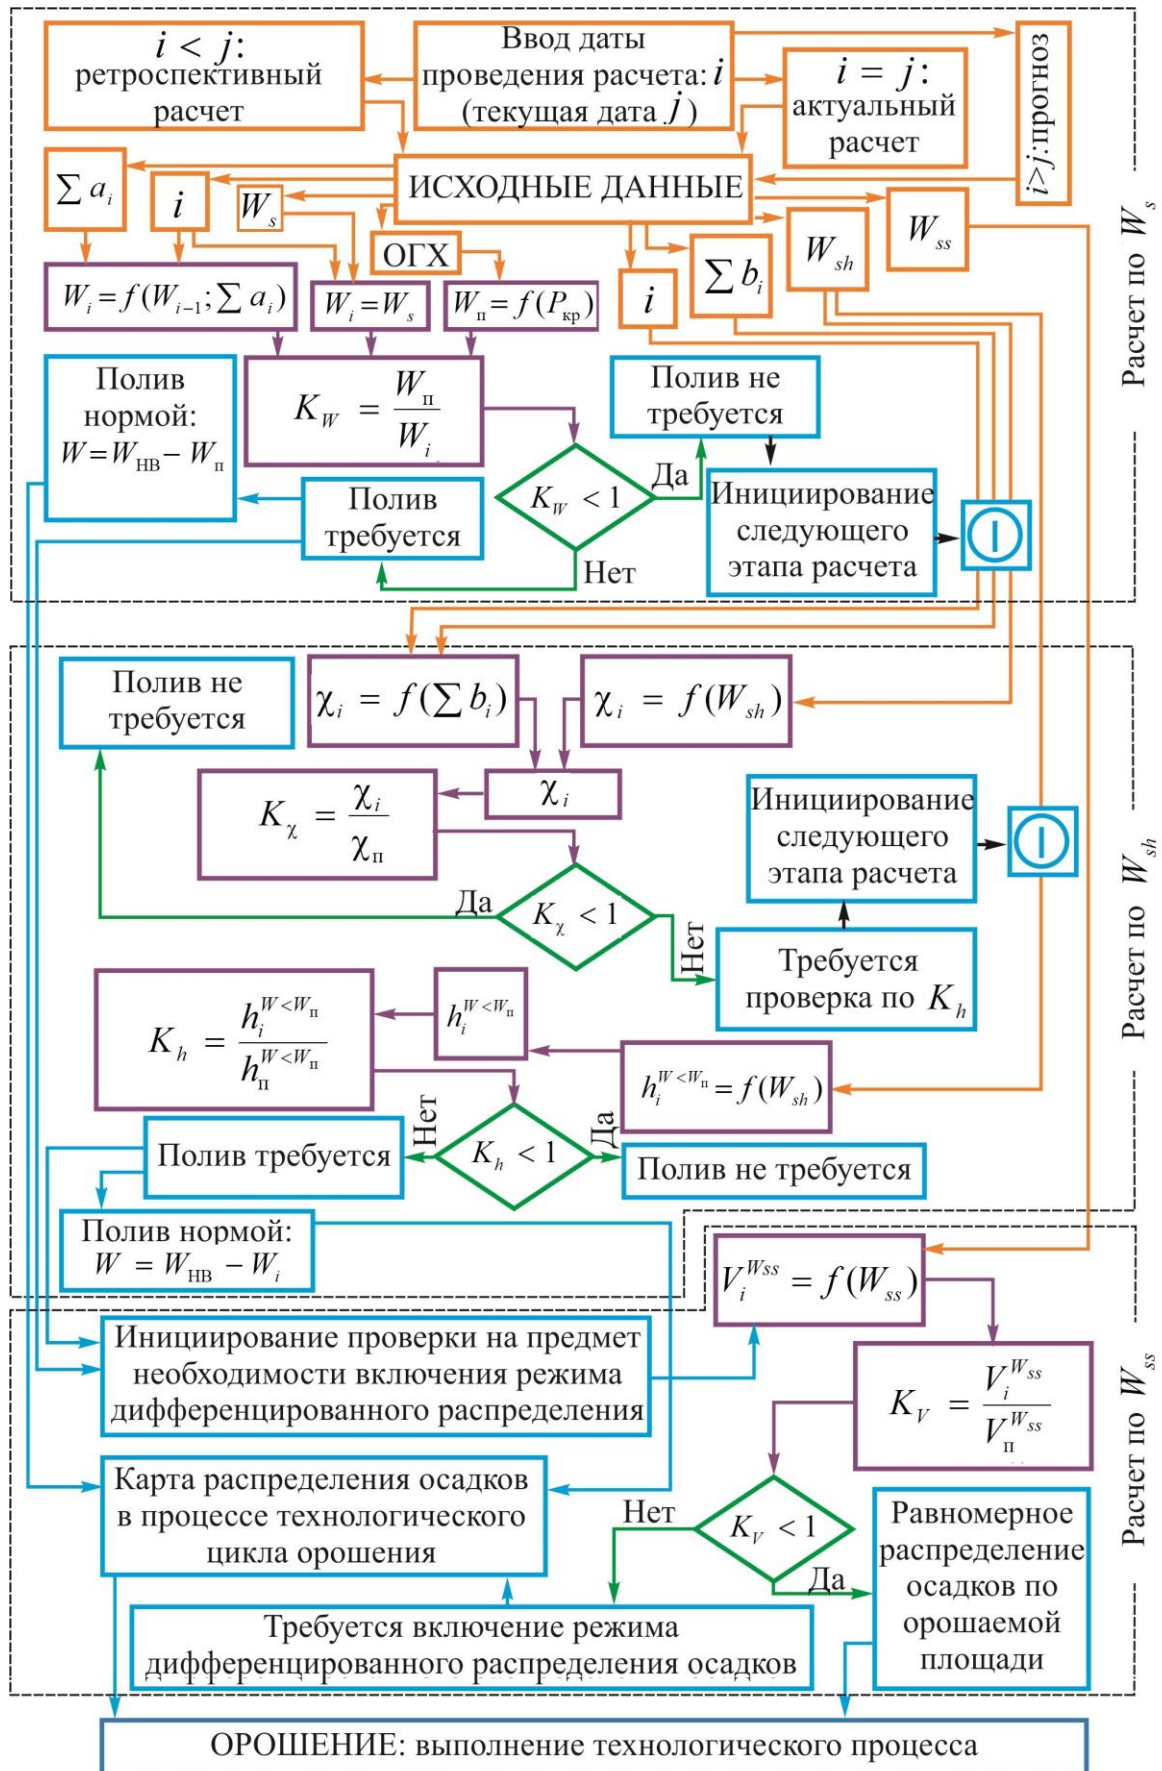 i < j:
ретроспективный
расчет
Ввод даты
проведения расчета: i
(текущая дата j)
i = j:
актуальный
расчет
i>j:прогноз
ИСХОДНЫЕ ДАННЫЕ
∑ a_i
i
W_s
ОГХ
i
∑ b_i
W_sh
W_ss
Расчет по W_s
W_i = f(W_{i−1}; ∑ a_i)
W_i = W_s
W_п = f(P_кр)
Полив
нормой:
W = W_НВ − W_п
K_W = W_п / W_i
Полив не
требуется
K_W < 1
Да
Нет
Полив
требуется
Инициирование
следующего
этапа расчета
Полив не
требуется
χ_i = f(∑ b_i)
χ_i = f(W_sh)
χ_i
K_χ = χ_i / χ_п
Инициирование
следующего
этапа расчета
Расчет по W_sh
Да
K_χ < 1
Нет
Требуется
проверка по K_h
K_h = h_i^{W<W_п} / h_п^{W<W_п}
h_i^{W<W_п}
h_i^{W<W_п} = f(W_sh)
Полив требуется
Нет
K_h < 1
Да
Полив не требуется
Полив нормой:
W = W_НВ − W_i
V_i^{Wss} = f(W_ss)
Инициирование проверки на предмет
необходимости включения режима
дифференцированного распределения
K_V = V_i^{W_ss} / V_п^{W_ss}
Расчет по W_ss
Карта распределения осадков
в процессе технологического
цикла орошения
Нет
K_V < 1
Да
Равномерное
распределение
осадков по
орошаемой
площади
Требуется включение режима
дифференцированного распределения осадков
ОРОШЕНИЕ: выполнение технологического процесса